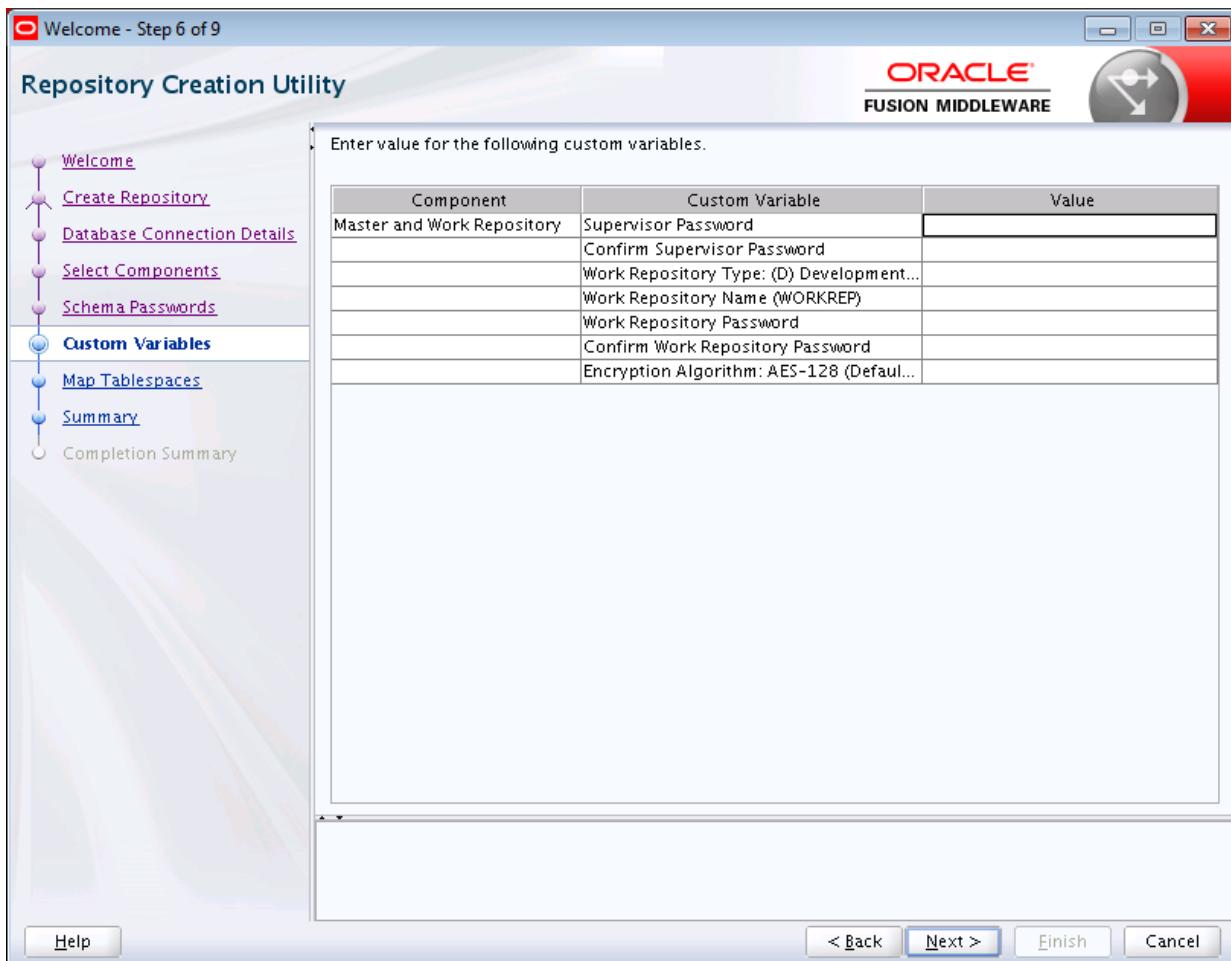 Welcome - Step 6 of 9
Repository Creation Utility
ORACLE
FUSION MIDDLEWARE
Welcome
Create Repository
Database Connection Details
Select Components
Schema Passwords
Custom Variables
Map Tablespaces
Summary
Completion Summary
Enter value for the following custom variables.
Component Custom Variable Value
Master and Work Repository Supervisor Password
Confirm Supervisor Password
Work Repository Type: (D) Development...
Work Repository Name (WORKREP)
Work Repository Password
Confirm Work Repository Password
Encryption Algorithm: AES-128 (Defaul...
Help < Back Next > Finish Cancel